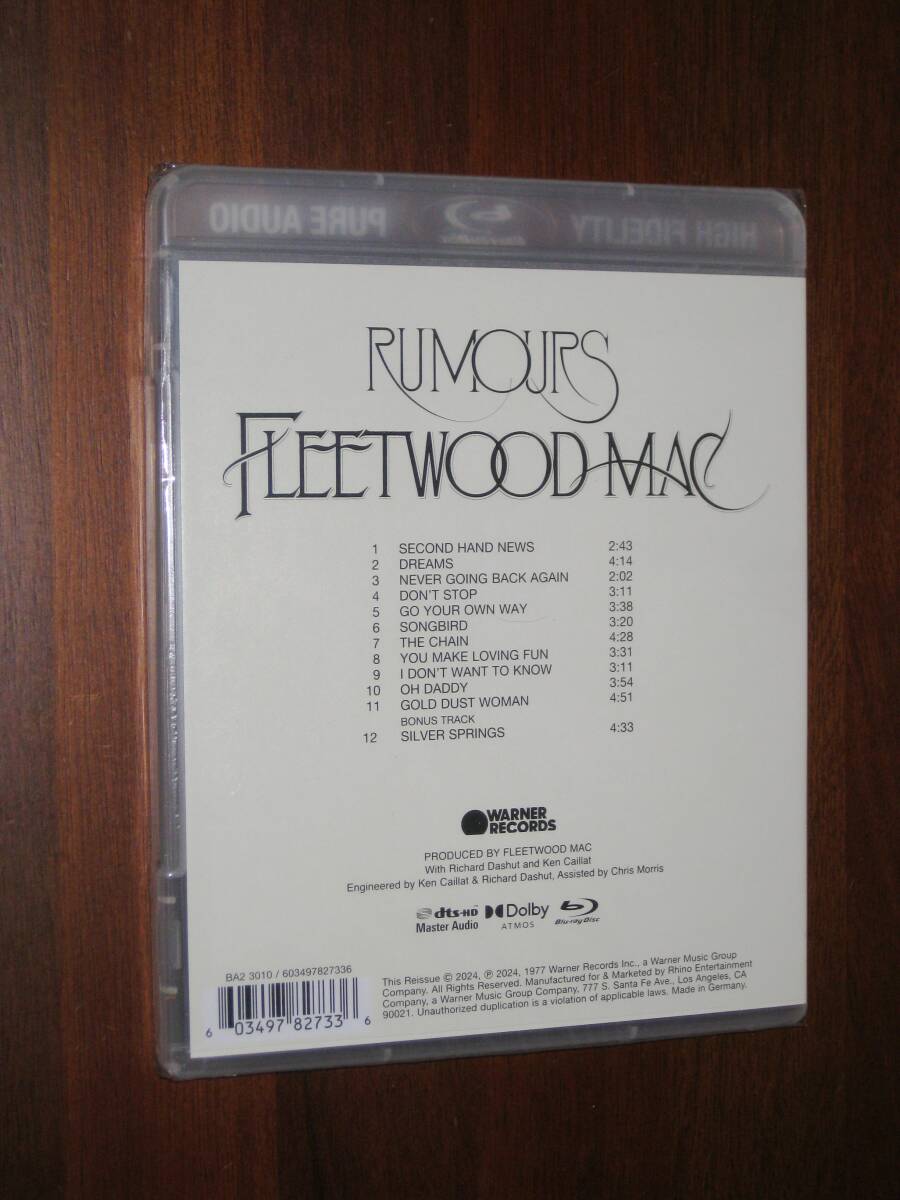 HIGH FIDELITY PURE AUDIO
RUMOURS
FLEETWOOD MAC
1 SECOND HAND NEWS 2:43
2 DREAMS 4:14
3 NEVER GOING BACK AGAIN 2:02
4 DON'T STOP 3:11
5 GO YOUR OWN WAY 3:38
6 SONGBIRD 3:20
7 THE CHAIN 4:28
8 YOU MAKE LOVING FUN 3:31
9 I DON'T WANT TO KNOW 3:11
10 OH DADDY 3:54
11 GOLD DUST WOMAN 4:51
BONUS TRACK
12 SILVER SPRINGS 4:33
WARNER
RECORDS
PRODUCED BY FLEETWOOD MAC
With Richard Dashut and Ken Caillat
Engineered by Ken Caillat & Richard Dashut, Assisted by Chris Morris
dts-HD Dolby
Master Audio ATMOS Blu-ray Disc
BA2 3010 / 603497827336
6 03497 82733 6
This Reissue © 2024, ℗ 2024, 1977 Warner Records Inc., a Warner Music Group
Company. All Rights Reserved. Manufactured for & Marketed by Rhino Entertainment
Company, a Warner Music Group Company, 777 S. Santa Fe Ave., Los Angeles, CA
90021. Unauthorized duplication is a violation of applicable laws. Made in Germany.